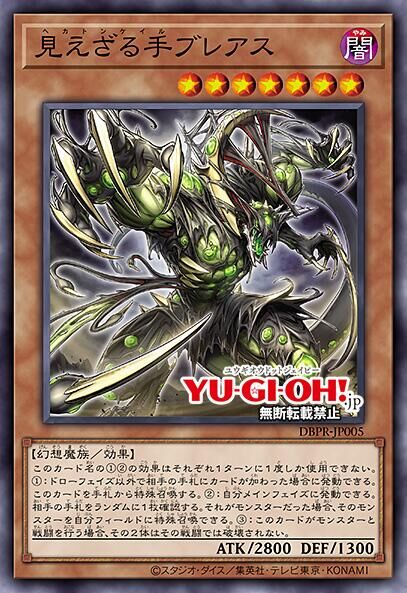 ヘカトンケイル
見えざる手ブレアス
やみ
闇
ユウギオウドットジェイピー
YU-GI-OH!.jp
無断転載禁止
DBPR-JP005
【幻想魔族／効果】
このカード名の①②の効果はそれぞれ1ターンに1度しか使用できない。
①:ドローフェイズ以外で相手の手札にカードが加わった場合に発動できる。
このカードを手札から特殊召喚する。②:自分メインフェイズに発動できる。
相手の手札をランダムに1枚確認する。それがモンスターだった場合、そのモ
ンスターを自分フィールドに特殊召喚できる。③:このカードがモンスターと
戦闘を行う場合、その2体はその戦闘では破壊されない。
ATK/2800 DEF/1300
©スタジオ・ダイス／集英社・テレビ東京・KONAMI